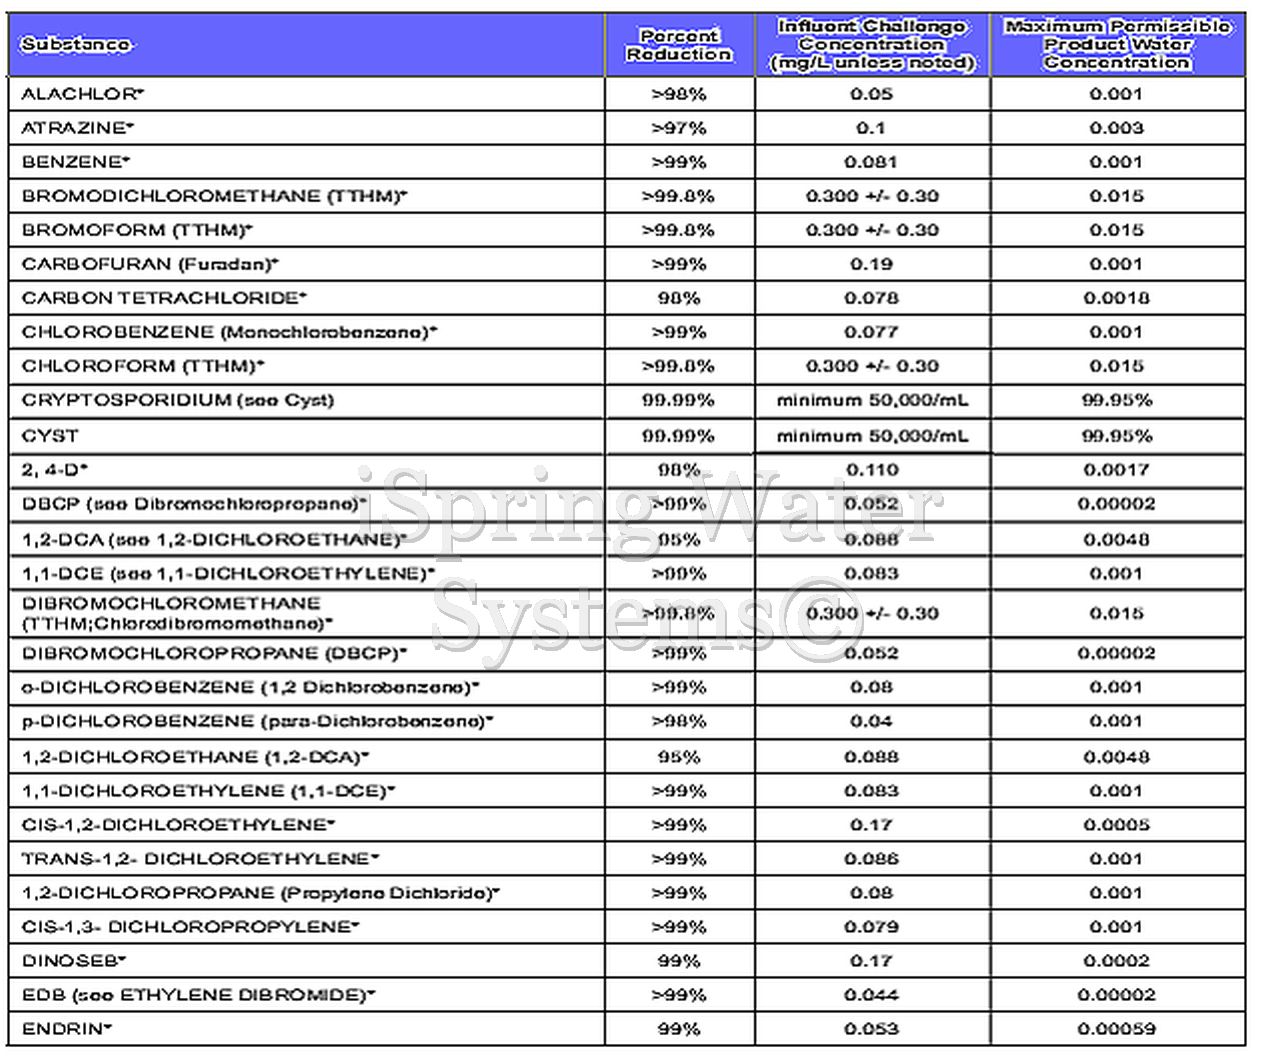 Substance Percent Reduction Influent Challenge Concentration (mg/L unless noted) Maximum Permissible Product Water Concentration
ALACHLOR* >98% 0.05 0.001
ATRAZINE* >97% 0.1 0.003
BENZENE* >99% 0.081 0.001
BROMODICHLOROMETHANE (TTHM)* >99.8% 0.300 +/- 0.30 0.015
BROMOFORM (TTHM)* >99.8% 0.300 +/- 0.30 0.015
CARBOFURAN (Furadan)* >99% 0.19 0.001
CARBON TETRACHLORIDE* 98% 0.078 0.0018
CHLOROBENZENE (Monochlorobenzene)* >99% 0.077 0.001
CHLOROFORM (TTHM)* >99.8% 0.300 +/- 0.30 0.015
CRYPTOSPORIDIUM (see Cyst) 99.99% minimum 50,000/mL 99.95%
CYST 99.99% minimum 50,000/mL 99.95%
2, 4-D* 98% 0.110 0.0017
DBCP (see Dibromochloropropane)* >99% 0.052 0.00002
1,2-DCA (see 1,2-DICHLOROETHANE)* 95% 0.088 0.0048
1,1-DCE (see 1,1-DICHLOROETHYLENE)* >99% 0.083 0.001
DIBROMOCHLOROMETHANE
(TTHM;Chlorodibromomethane)* >99.8% 0.300 +/- 0.30 0.015
DIBROMOCHLOROPROPANE (DBCP)* >99% 0.052 0.00002
o-DICHLOROBENZENE (1,2 Dichlorobenzene)* >99% 0.08 0.001
p-DICHLOROBENZENE (para-Dichlorobenzene)* >98% 0.04 0.001
1,2-DICHLOROETHANE (1,2-DCA)* 95% 0.088 0.0048
1,1-DICHLOROETHYLENE (1,1-DCE)* >99% 0.083 0.001
CIS-1,2-DICHLOROETHYLENE* >99% 0.17 0.0005
TRANS-1,2- DICHLOROETHYLENE* >99% 0.086 0.001
1,2-DICHLOROPROPANE (Propylene Dichloride)* >99% 0.08 0.001
CIS-1,3- DICHLOROPROPYLENE* >99% 0.079 0.001
DINOSEB* 99% 0.17 0.0002
EDB (see ETHYLENE DIBROMIDE)* >99% 0.044 0.00002
ENDRIN* 99% 0.053 0.00059
iSpring Water
Systems©